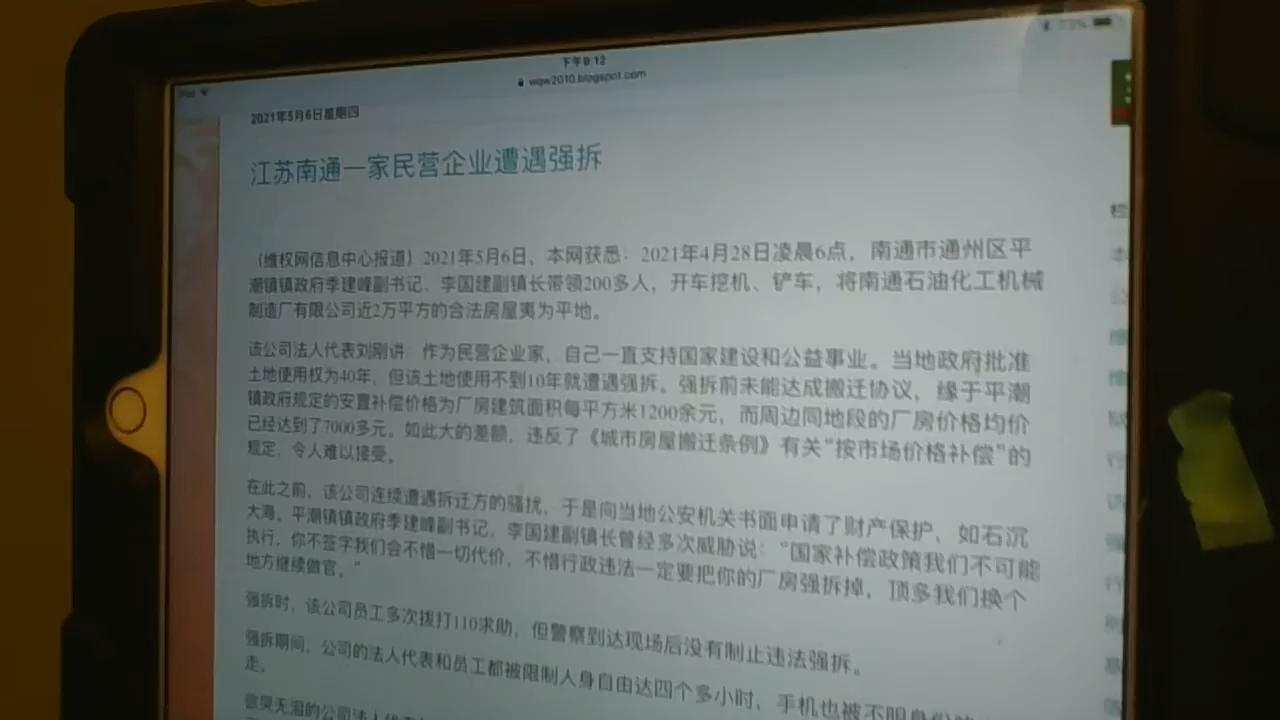 下午9:12
wqw2010.blogspot.com
2021年5月6日星期四
江苏南通一家民营企业遭遇强拆
（维权网信息中心报道）2021年5月6日、本网获悉：2021年4月28日凌晨6点，南通市通州区平
潮镇镇政府季建峰副书记、李国建副镇长带领200多人，开车挖机、铲车，将南通石油化工机械
制造厂有限公司近2万平方的合法房屋夷为平地。
该公司法人代表刘刚讲：作为民营企业家，自己一直支持国家建设和公益事业。当地政府批准
土地使用权为40年，但该土地使用不到10年就遭遇强拆。强拆前未能达成搬迁协议，缘于平潮
镇政府规定的安置补偿价格为厂房建筑面积每平方米1200余元，而周边同地段的厂房价格均价
已经达到了7000多元。如此大的差额，违反了《城市房屋搬迁条例》有关“按市场价格补偿”的
规定，令人难以接受。
在此之前，该公司连续遭遇拆迁方的骚扰，于是向当地公安机关书面申请了财产保护，如石沉
大海。平潮镇镇政府季建峰副书记，李国建副镇长曾经多次威胁说：“国家补偿政策我们不可能
执行，你不签字我们会不惜一切代价，不惜行政违法一定要把你的厂房强拆掉，顶多我们换个
地方继续做官。”
强拆时，该公司员工多次拨打110求助，但警察到达现场后没有制止违法强拆。
强拆期间，公司的法人代表和员工都被限制人身自由达四个多小时，手机也被不明身份的
走。
欲哭无泪的公司法人代表